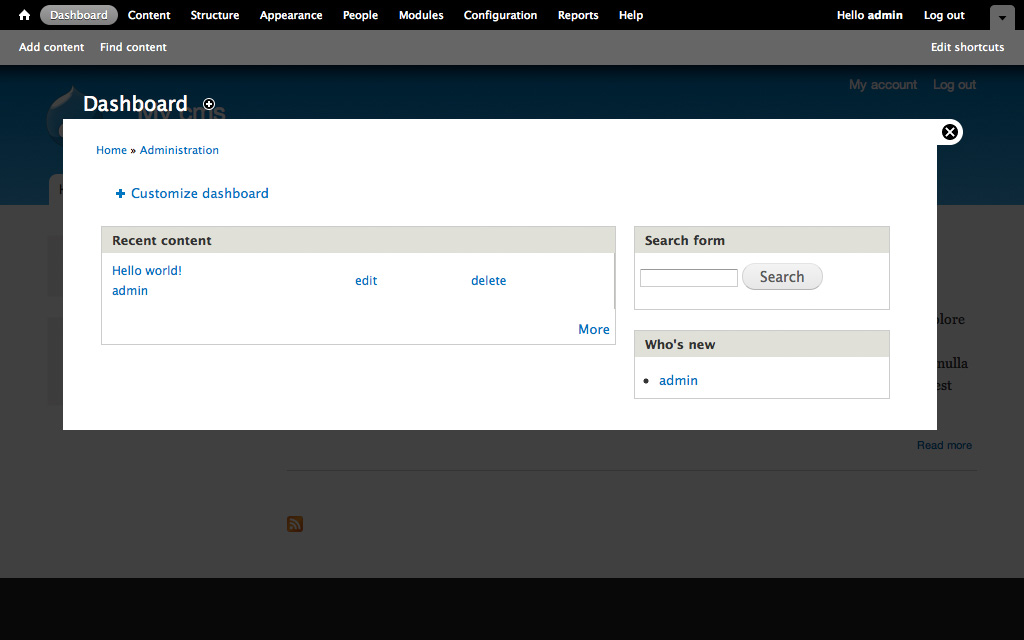 Dashboard Content Structure Appearance People Modules Configuration Reports Help Hello admin Log out
Add content Find content Edit shortcuts
My account Log out
Dashboard
My cms
Home » Administration
Customize dashboard
Recent content
Hello world!
admin
edit delete
More
Search form
Search
Who's new
admin
nulla
Read more